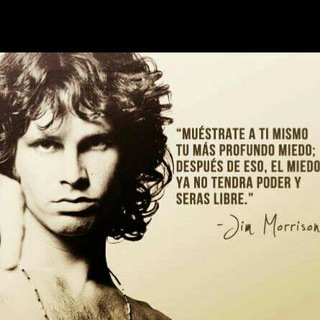 “MUÉSTRATE A TI MISMO
TU MÁS PROFUNDO MIEDO;
DESPUÉS DE ESO, EL MIEDO
YA NO TENDRA PODER Y
SERAS LIBRE.”
-Jim Morrison